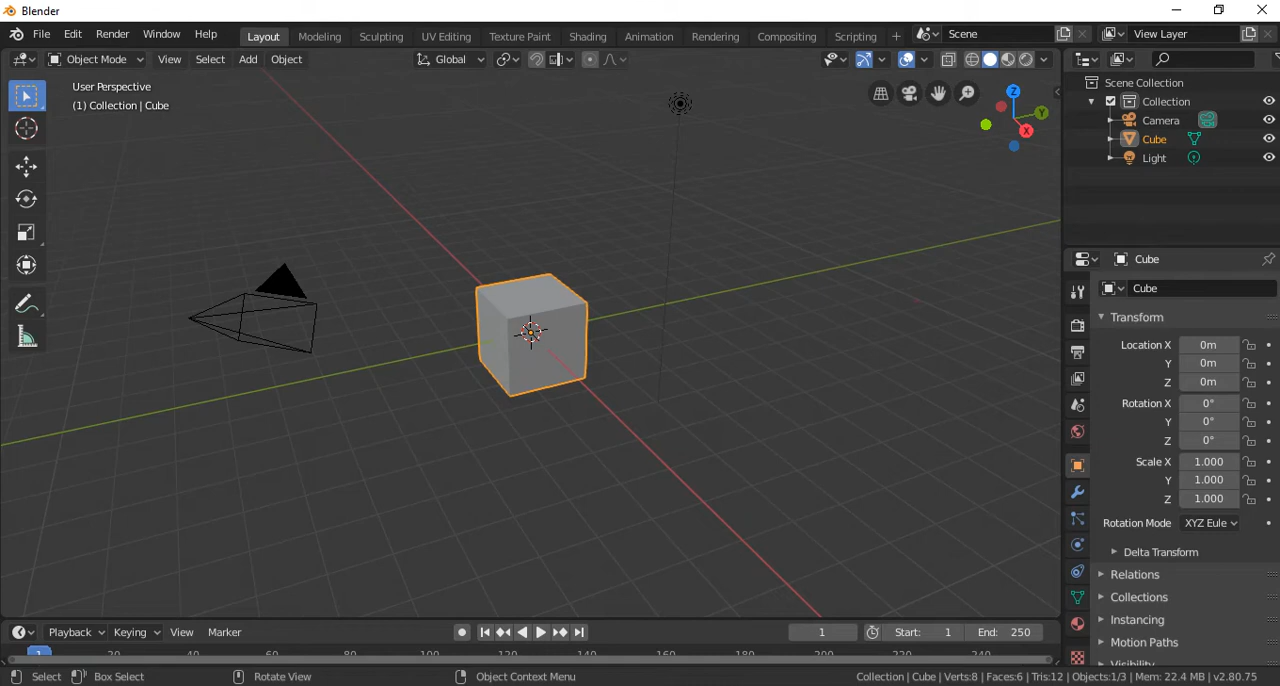 Blender
File Edit Render Window Help Layout Modeling Sculpting UV Editing Texture Paint Shading Animation Rendering Compositing Scripting + Scene View Layer
Object Mode View Select Add Object Global
User Perspective
(1) Collection | Cube
Z
Y
X
Scene Collection
Collection
Camera
Cube
Light
Cube
Cube
Transform
Location X 0m
Y 0m
Z 0m
Rotation X 0°
Y 0°
Z 0°
Scale X 1.000
Y 1.000
Z 1.000
Rotation Mode XYZ Eule
Delta Transform
Relations
Collections
Instancing
Motion Paths
Visibility
Playback Keying View Marker 1 Start: 1 End: 250
1 20 40 60 80 100 120 140 160 180 200 220 240
Select Box Select Rotate View Object Context Menu Collection | Cube | Verts:8 | Faces:6 | Tris:12 | Objects:1/3 | Mem: 22.4 MB | v2.80.75